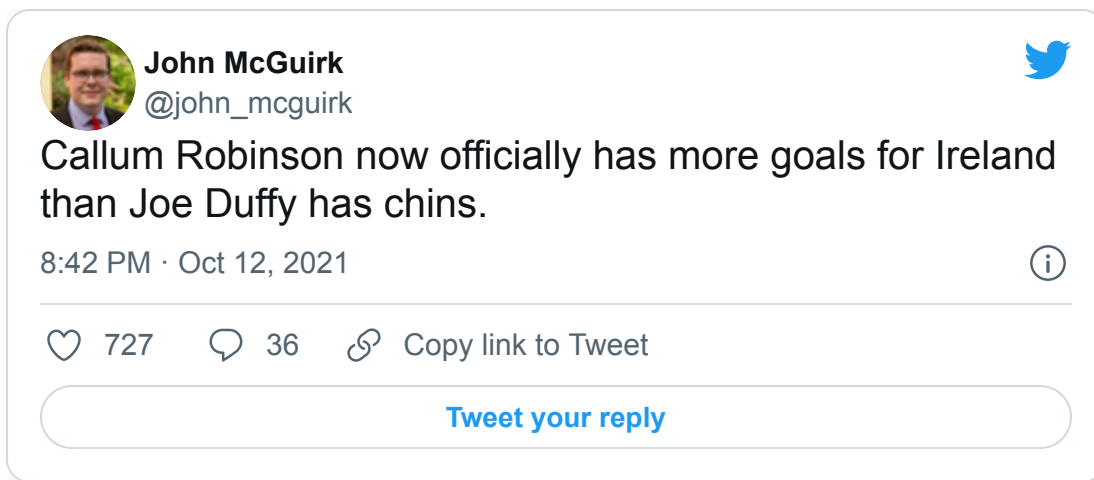 John McGuirk
@john_mcguirk
Callum Robinson now officially has more goals for Ireland
than Joe Duffy has chins.
8:42 PM · Oct 12, 2021
727 36 Copy link to Tweet
Tweet your reply